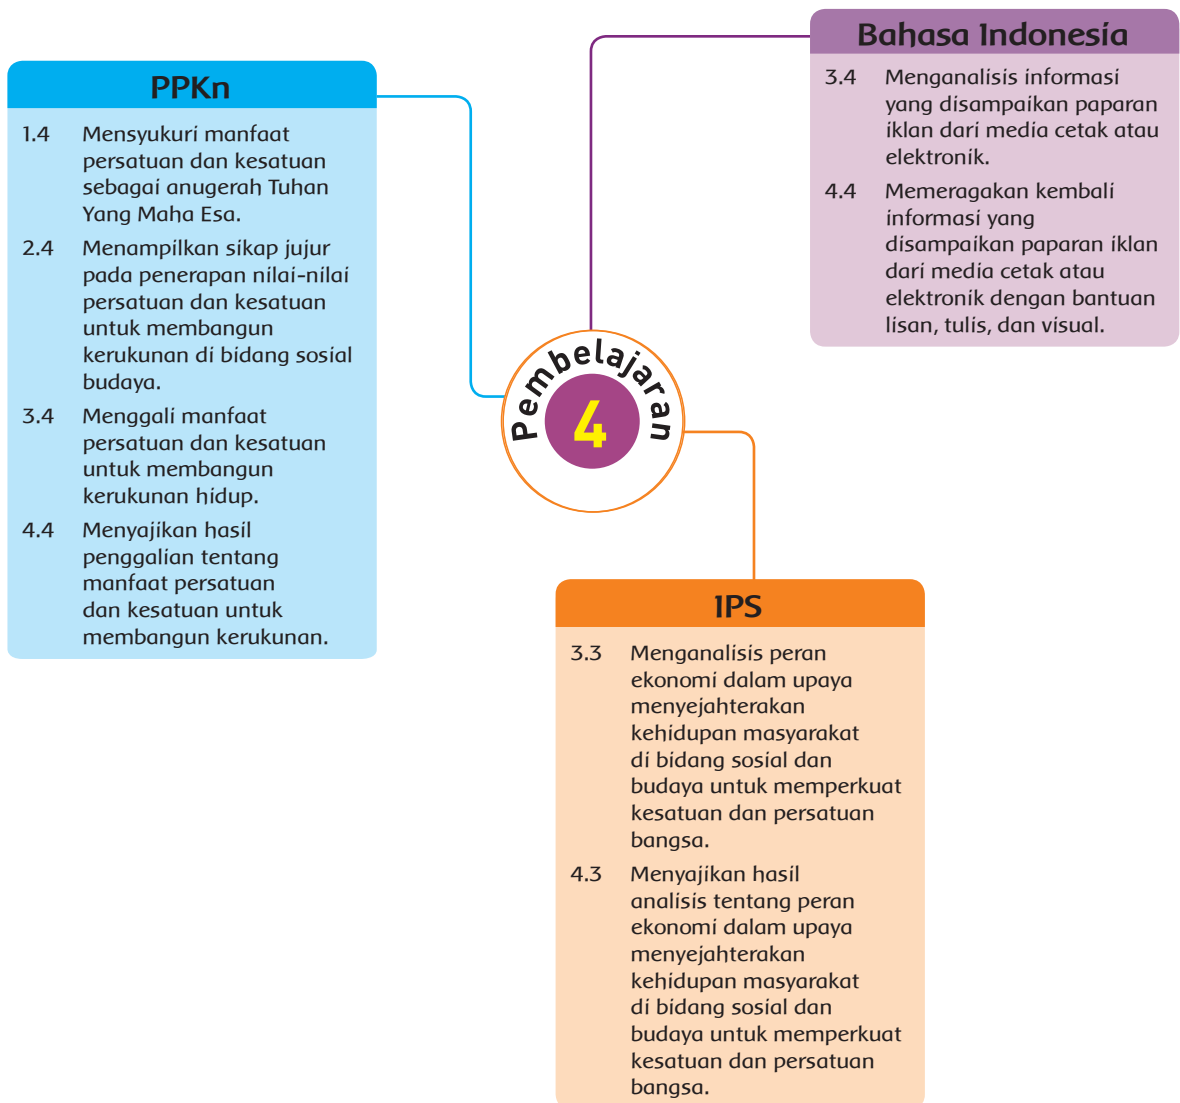 PPKn
1.4 Mensyukuri manfaat
persatuan dan kesatuan
sebagai anugerah Tuhan
Yang Maha Esa.
2.4 Menampilkan sikap jujur
pada penerapan nilai-nilai
persatuan dan kesatuan
untuk membangun
kerukunan di bidang sosial
budaya.
3.4 Menggali manfaat
persatuan dan kesatuan
untuk membangun
kerukunan hidup.
4.4 Menyajikan hasil
penggalian tentang
manfaat persatuan
dan kesatuan untuk
membangun kerukunan.
Bahasa Indonesia
3.4 Menganalisis informasi
yang disampaikan paparan
iklan dari media cetak atau
elektronik.
4.4 Memeragakan kembali
informasi yang
disampaikan paparan iklan
dari media cetak atau
elektronik dengan bantuan
lisan, tulis, dan visual.
Pembelajaran
4
IPS
3.3 Menganalisis peran
ekonomi dalam upaya
menyejahterakan
kehidupan masyarakat
di bidang sosial dan
budaya untuk memperkuat
kesatuan dan persatuan
bangsa.
4.3 Menyajikan hasil
analisis tentang peran
ekonomi dalam upaya
menyejahterakan
kehidupan masyarakat
di bidang sosial dan
budaya untuk memperkuat
kesatuan dan persatuan
bangsa.